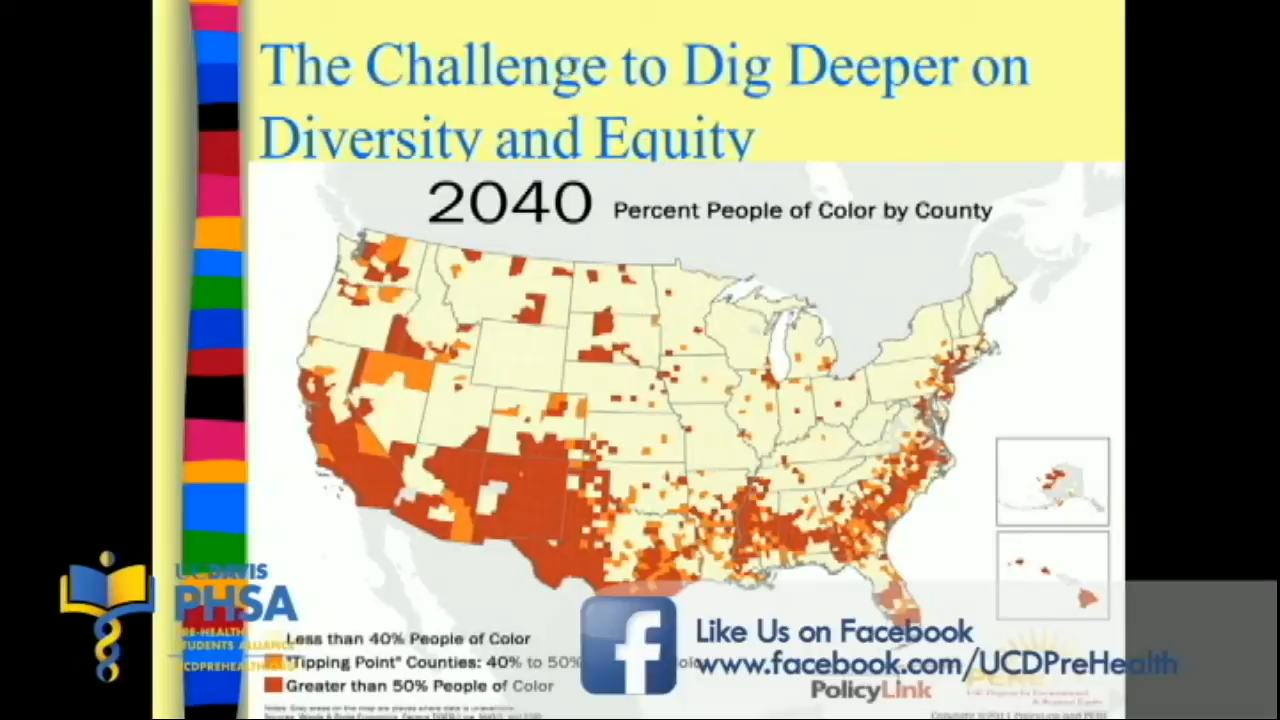 The Challenge to Dig Deeper on
Diversity and Equity
2040 Percent People of Color by County
UC DAVIS
PHSA
PRE-HEALTH
STUDENTS ALLIANCE
UCDPREHEALTH
Less than 40% People of Color
"Tipping Point" Counties: 40% to 50%
Greater than 50% People of Color
Like Us on Facebook
www.facebook.com/UCDPreHealth
PolicyLink